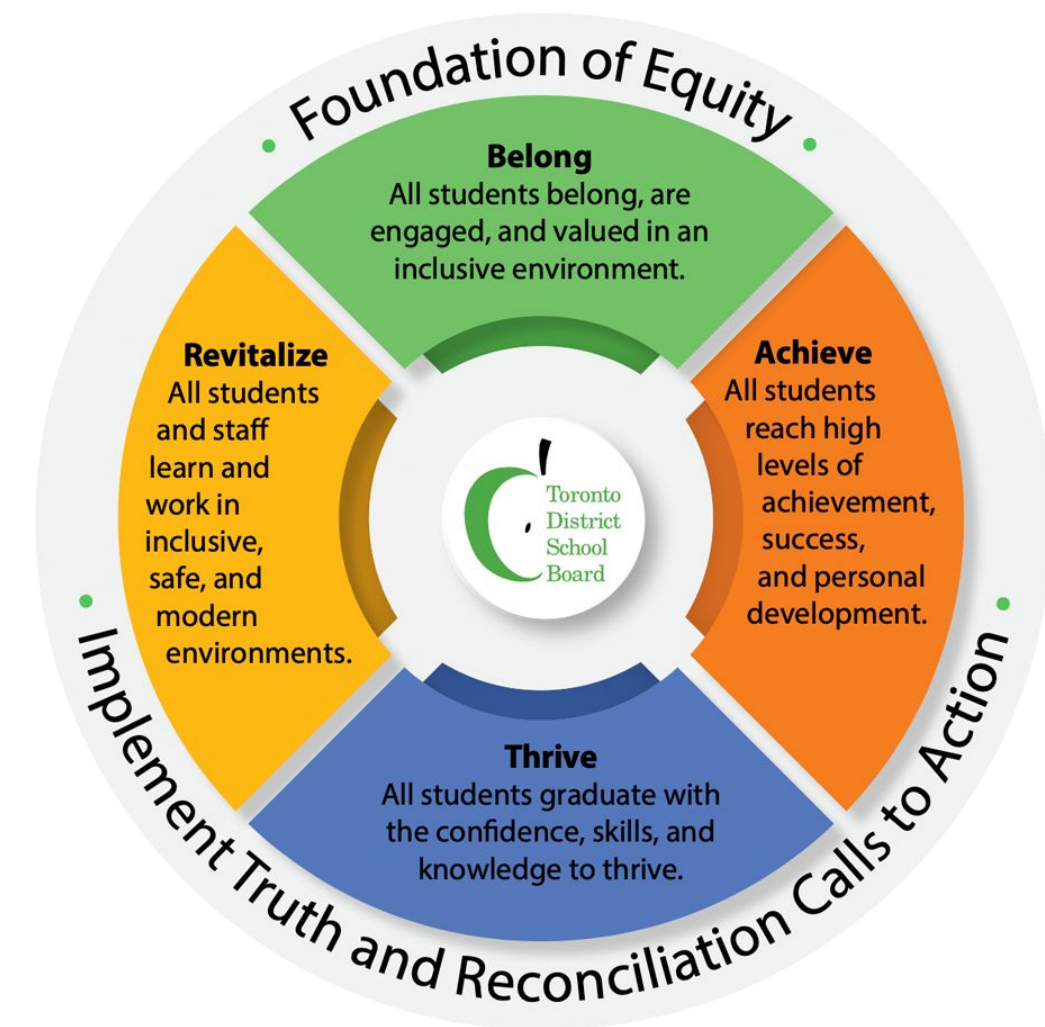 Foundation of Equity
Belong
All students belong, are
engaged, and valued in an
inclusive environment.
Achieve
All students
reach high
levels of
achievement,
success,
and personal
development.
Thrive
All students graduate with
the confidence, skills, and
knowledge to thrive.
Revitalize
All students
and staff
learn and
work in
inclusive,
safe, and
modern
environments.
Toronto
District
School
Board
Implement Truth and Reconciliation Calls to Action